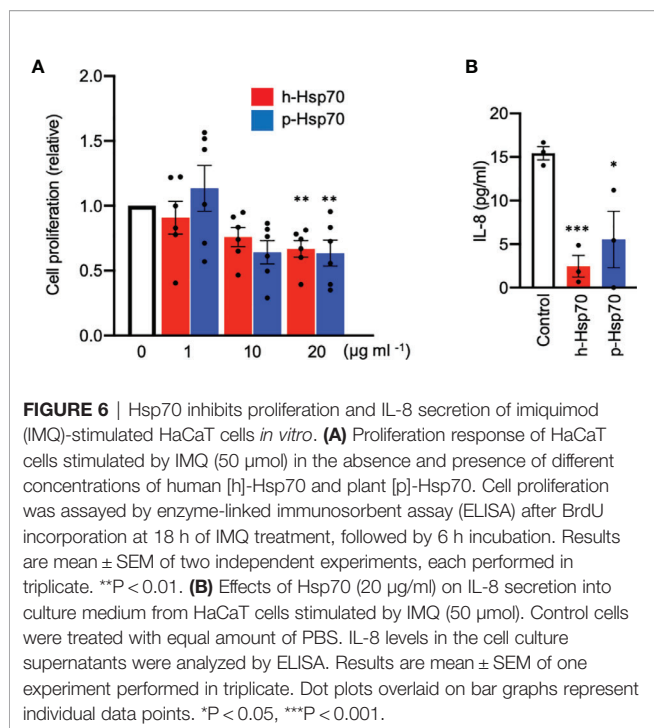 A
B
2.0
1.5
1.0
0.5
0.0
Cell proliferation (relative)
h-Hsp70
p-Hsp70
** **
0 1 10 20 (μg ml -1)
20
15
10
5
0
IL-8 (pg/ml)
***
*
Control
h-Hsp70
p-Hsp70
FIGURE 6 | Hsp70 inhibits proliferation and IL-8 secretion of imiquimod
(IMQ)-stimulated HaCaT cells in vitro. (A) Proliferation response of HaCaT
cells stimulated by IMQ (50 μmol) in the absence and presence of different
concentrations of human [h]-Hsp70 and plant [p]-Hsp70. Cell proliferation
was assayed by enzyme-linked immunosorbent assay (ELISA) after BrdU
incorporation at 18 h of IMQ treatment, followed by 6 h incubation. Results
are mean ± SEM of two independent experiments, each performed in
triplicate. **P < 0.01. (B) Effects of Hsp70 (20 μg/ml) on IL-8 secretion into
culture medium from HaCaT cells stimulated by IMQ (50 μmol). Control cells
were treated with equal amount of PBS. IL-8 levels in the cell culture
supernatants were analyzed by ELISA. Results are mean ± SEM of one
experiment performed in triplicate. Dot plots overlaid on bar graphs represent
individual data points. *P < 0.05, ***P < 0.001.